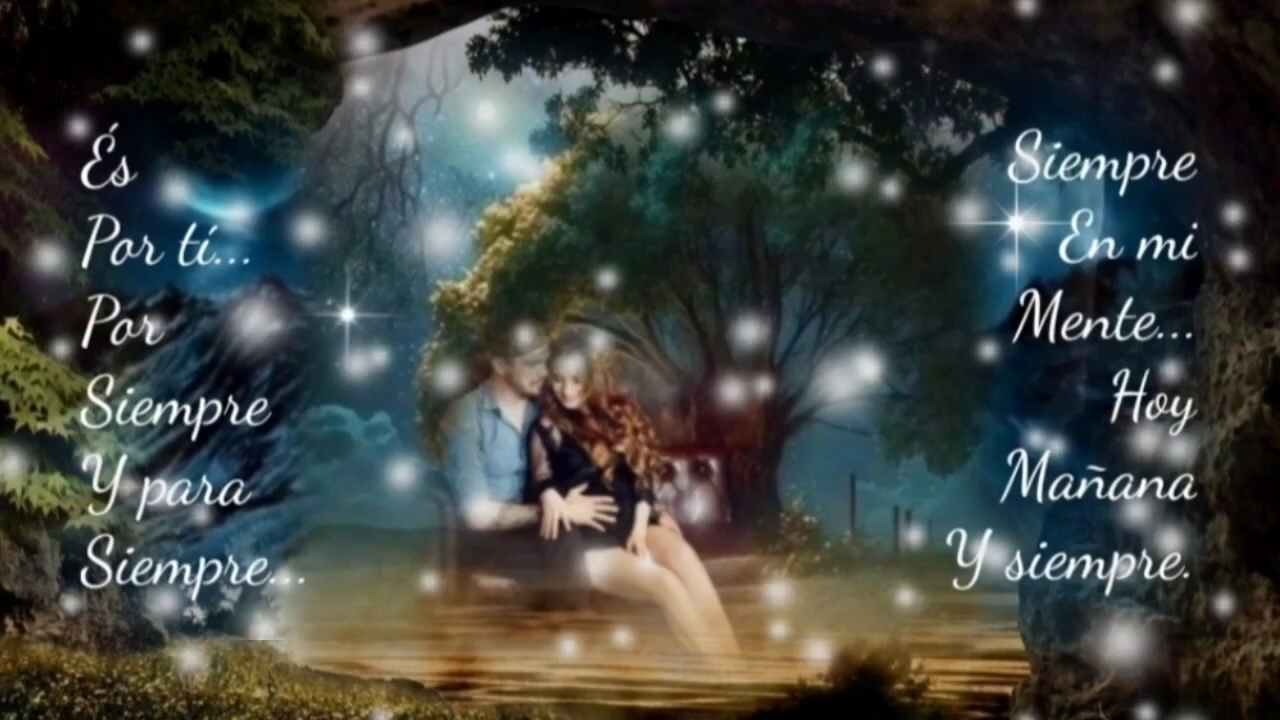 És
Por tí...
Por
Siempre
Y para
Siempre...
Siempre
En mi
Mente...
Hoy
Mañana
Y siempre.